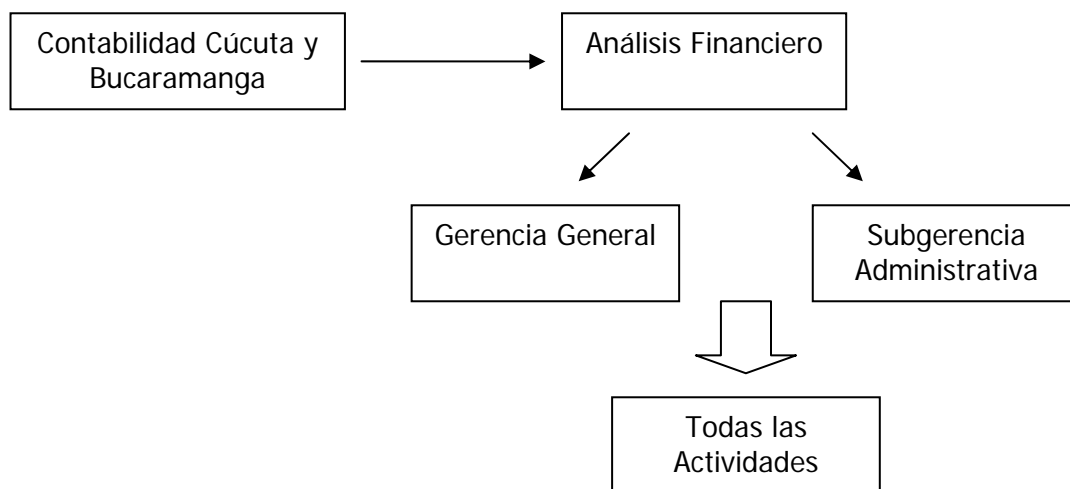 Contabilidad Cúcuta y
Bucaramanga
Análisis Financiero
Gerencia General
Subgerencia
Administrativa
Todas las
Actividades